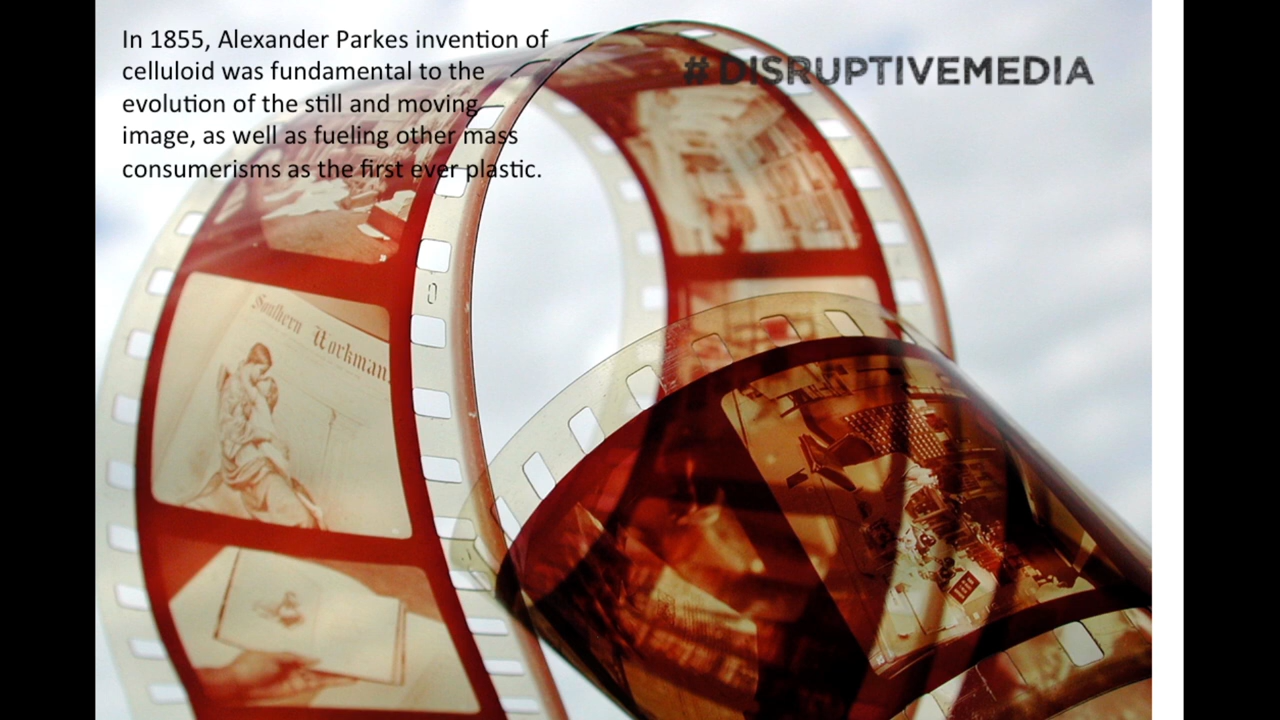 In 1855, Alexander Parkes invention of
celluloid was fundamental to the
evolution of the still and moving
image, as well as fueling other mass
consumerisms as the first ever plastic.
# DISRUPTIVEMEDIA
0
Southern Workman.